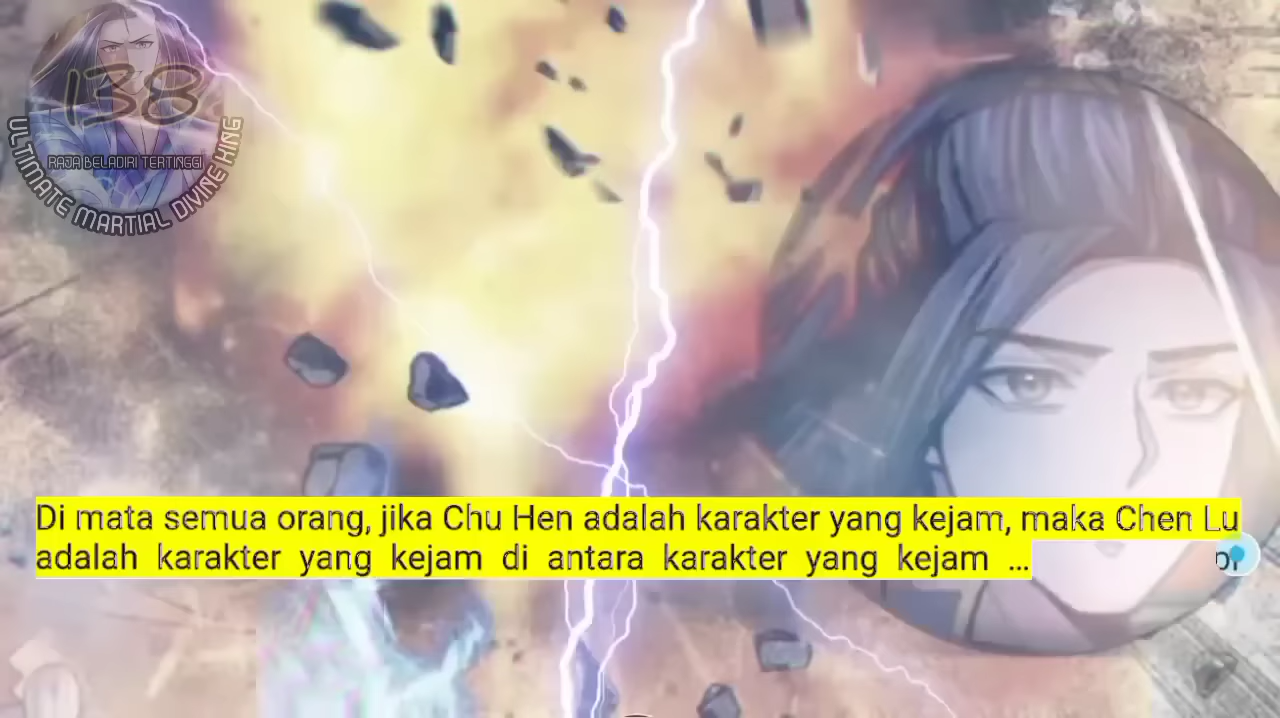 138
RAJA BELADIRI TERTINGGI
ULTIMATE MARTIAL DIVINE KING
Di mata semua orang, jika Chu Hen adalah karakter yang kejam, maka Chen Lu
adalah karakter yang kejam di antara karakter yang kejam ...